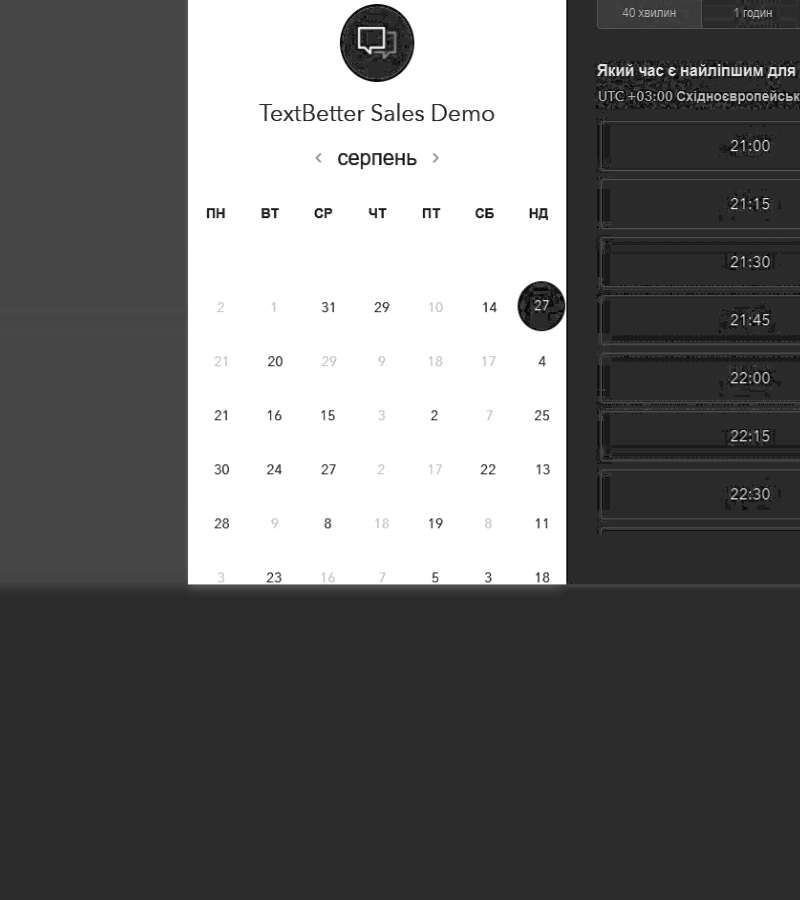 TextBetter Sales Demo
серпень
ПН ВТ СР ЧТ ПТ СБ НД
2 1 31 29 10 14 27
21 20 29 9 18 17 4
21 16 15 3 2 7 25
30 24 27 2 17 22 13
28 9 8 18 19 8 11
3 23 16 7 5 3 18
40 хвилин 1 годин
Який час є найліпшим для
UTC +03:00 Східноєвропейськ
21:00
21:15
21:30
21:45
22:00
22:15
22:30